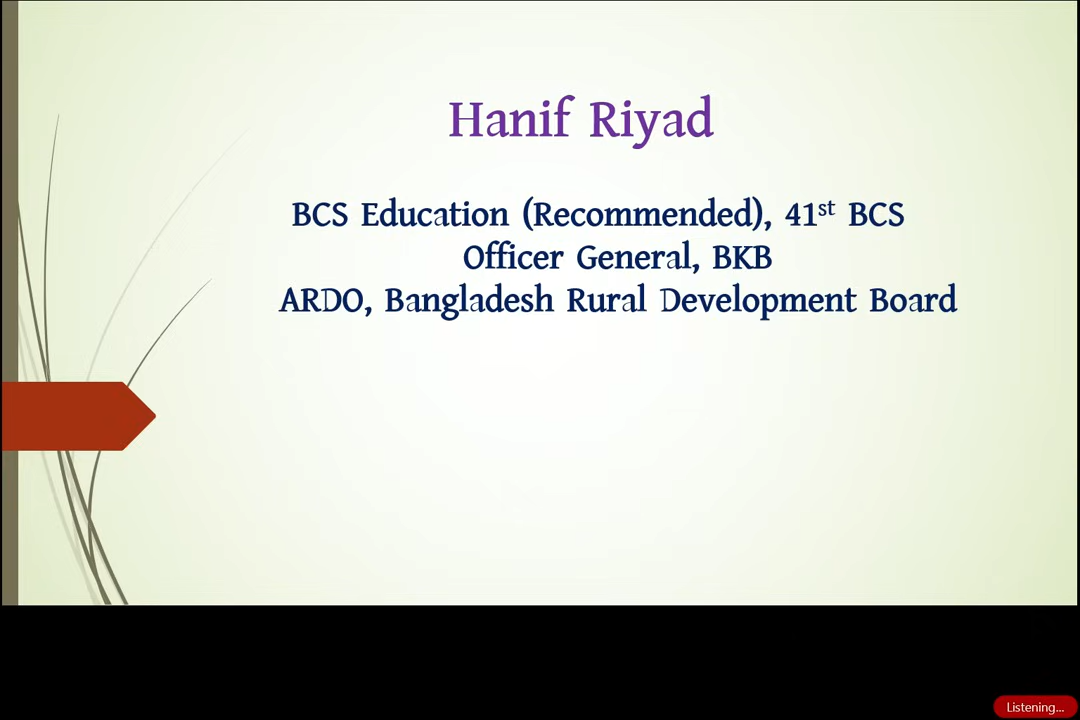 Hanif Riyad
BCS Education (Recommended), 41st BCS
Officer General, BKB
ARDO, Bangladesh Rural Development Board
Listening...